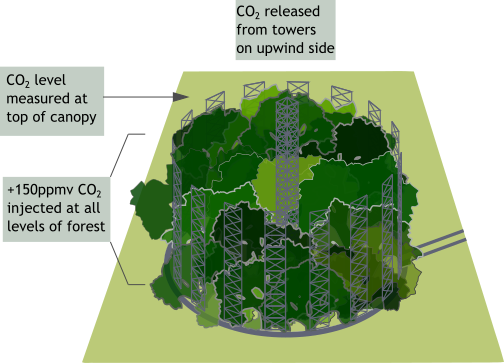 CO₂ released
from towers
on upwind side
CO₂ level
measured at
top of canopy
+150ppmv CO₂
injected at all
levels of forest